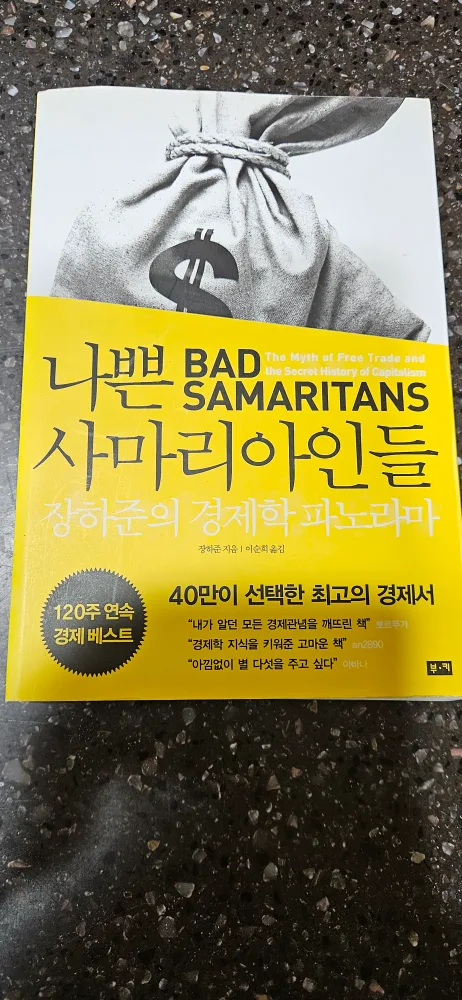 $
나쁜 BAD SAMARITANS
The Myth of Free Trade and
the Secret History of Capitalism
사마리아인들
장하준의 경제학 파노라마
장하준 지음 | 이순희 옮김
120주 연속
경제 베스트
40만이 선택한 최고의 경제서
"내가 알던 모든 경제관념을 깨뜨린 책"
"경제학 지식을 키워준 고마운 책" an2890
"아낌없이 별 다섯을 주고 싶다"
부·키